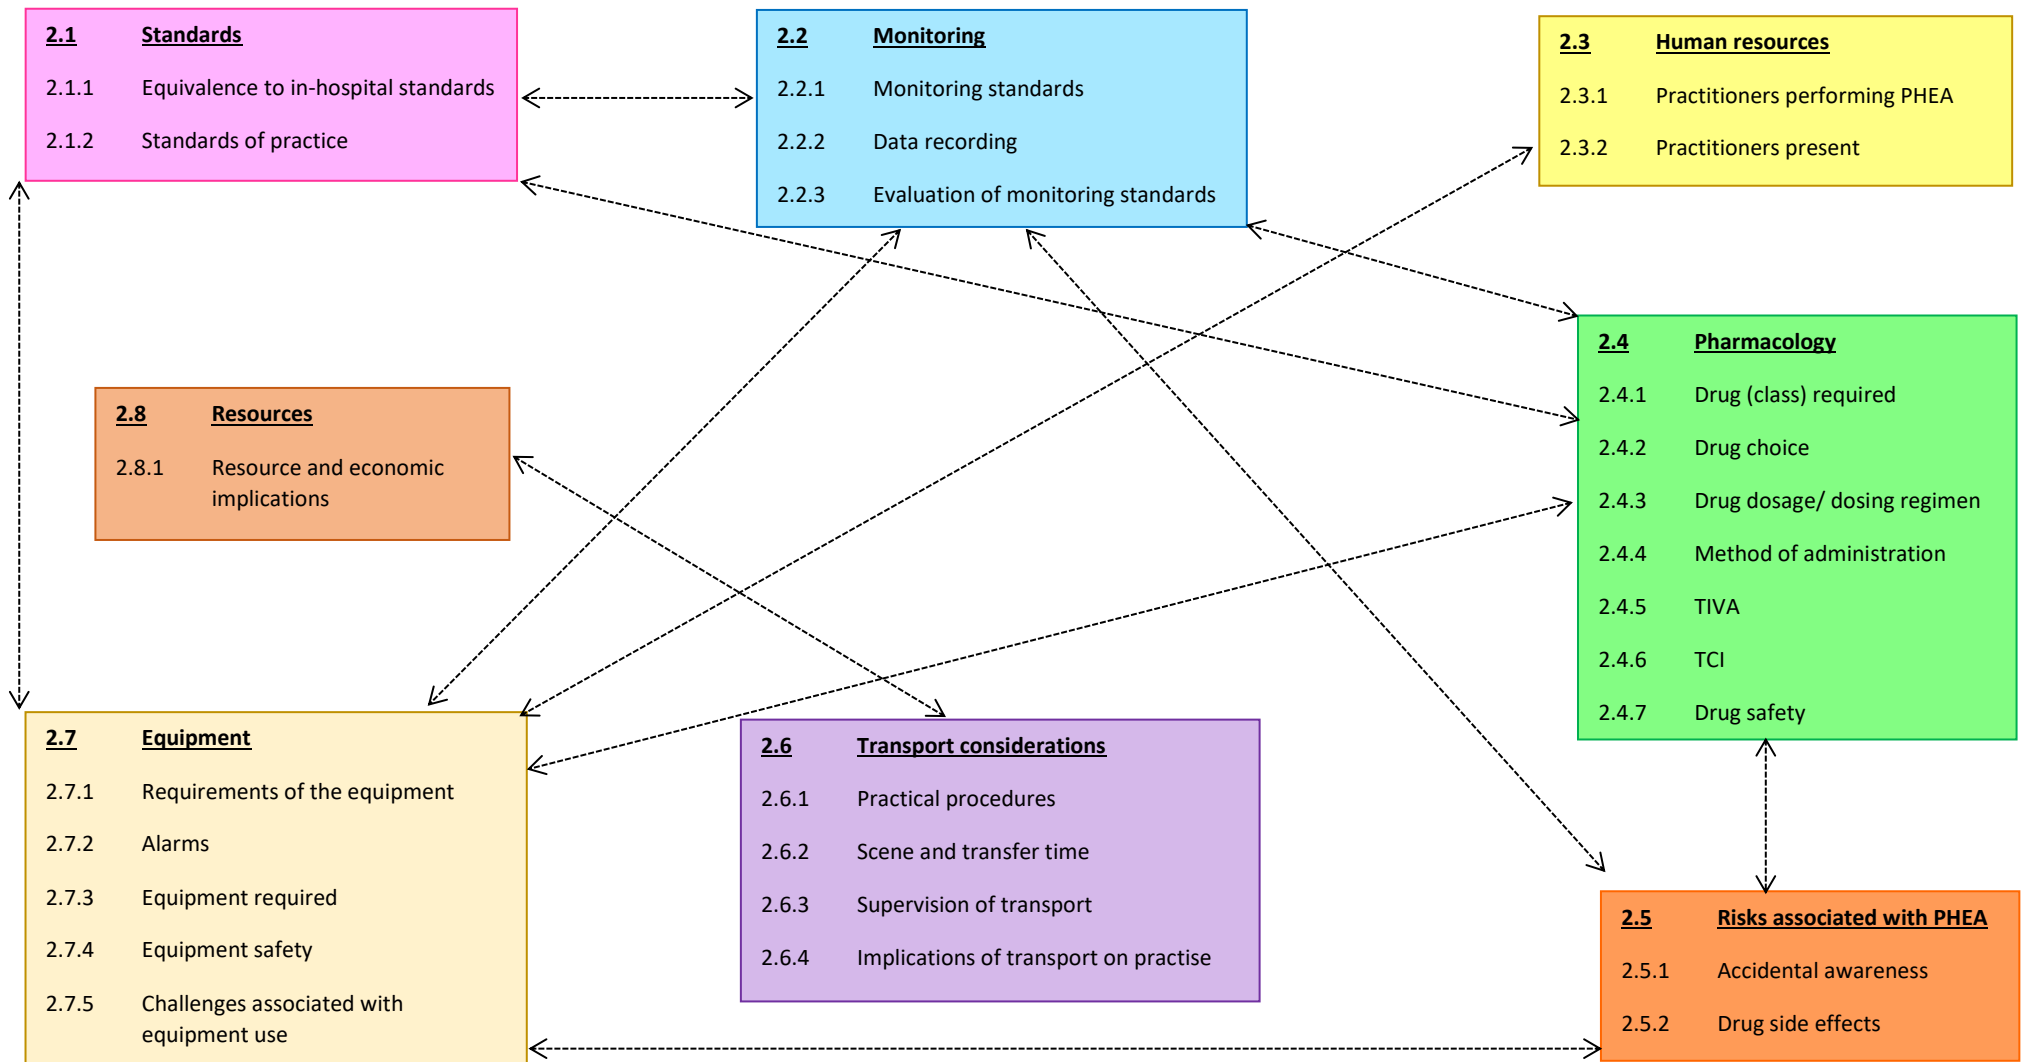 2.1 Standards
2.1.1 Equivalence to in-hospital standards
2.1.2 Standards of practice
2.2 Monitoring
2.2.1 Monitoring standards
2.2.2 Data recording
2.2.3 Evaluation of monitoring standards
2.3 Human resources
2.3.1 Practitioners performing PHEA
2.3.2 Practitioners present
2.8 Resources
2.8.1 Resource and economic
implications
2.4 Pharmacology
2.4.1 Drug (class) required
2.4.2 Drug choice
2.4.3 Drug dosage/ dosing regimen
2.4.4 Method of administration
2.4.5 TIVA
2.4.6 TCI
2.4.7 Drug safety
2.7 Equipment
2.7.1 Requirements of the equipment
2.7.2 Alarms
2.7.3 Equipment required
2.7.4 Equipment safety
2.7.5 Challenges associated with
equipment use
2.6 Transport considerations
2.6.1 Practical procedures
2.6.2 Scene and transfer time
2.6.3 Supervision of transport
2.6.4 Implications of transport on practise
2.5 Risks associated with PHEA
2.5.1 Accidental awareness
2.5.2 Drug side effects